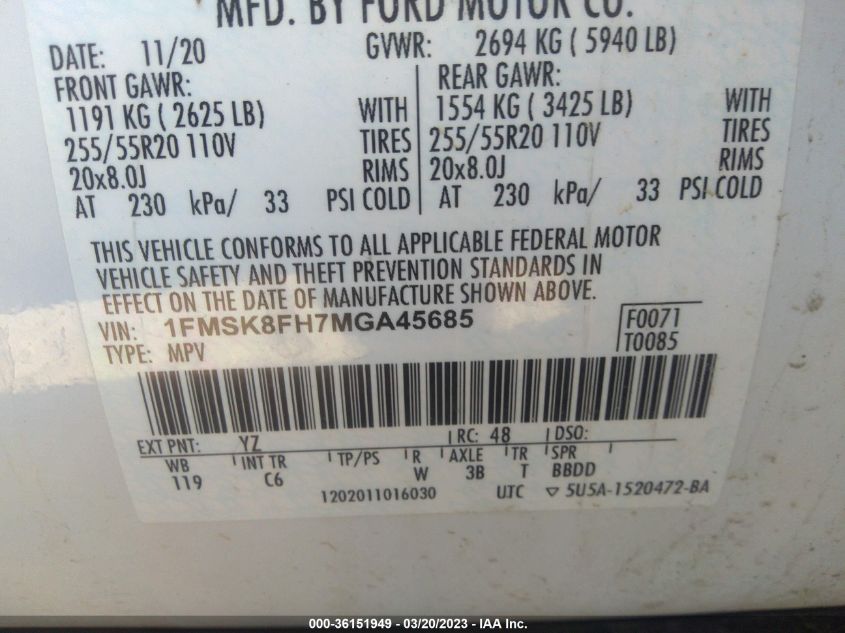 MFD. BY FORD MOTOR CO.
DATE: 11/20 GVWR: 2694 KG ( 5940 LB)
FRONT GAWR: REAR GAWR:
1191 KG ( 2625 LB) WITH 1554 KG ( 3425 LB) WITH
255/55R20 110V TIRES 255/55R20 110V TIRES
20x8.0J RIMS 20x8.0J RIMS
AT 230 kPa/ 33 PSI COLD AT 230 kPa/ 33 PSI COLD
THIS VEHICLE CONFORMS TO ALL APPLICABLE FEDERAL MOTOR
VEHICLE SAFETY AND THEFT PREVENTION STANDARDS IN
EFFECT ON THE DATE OF MANUFACTURE SHOWN ABOVE.
VIN: 1FMSK8FH7MGA45685 F0071
TYPE: MPV T0085
EXT PNT: YZ RC: 48 DSO:
WB INT TR TP/PS R AXLE TR SPR
119 C6 W 3B T BBDD
1202011016030 UTC ▽ 5U5A-1520472-BA
000-36151949 - 03/20/2023 - IAA Inc.